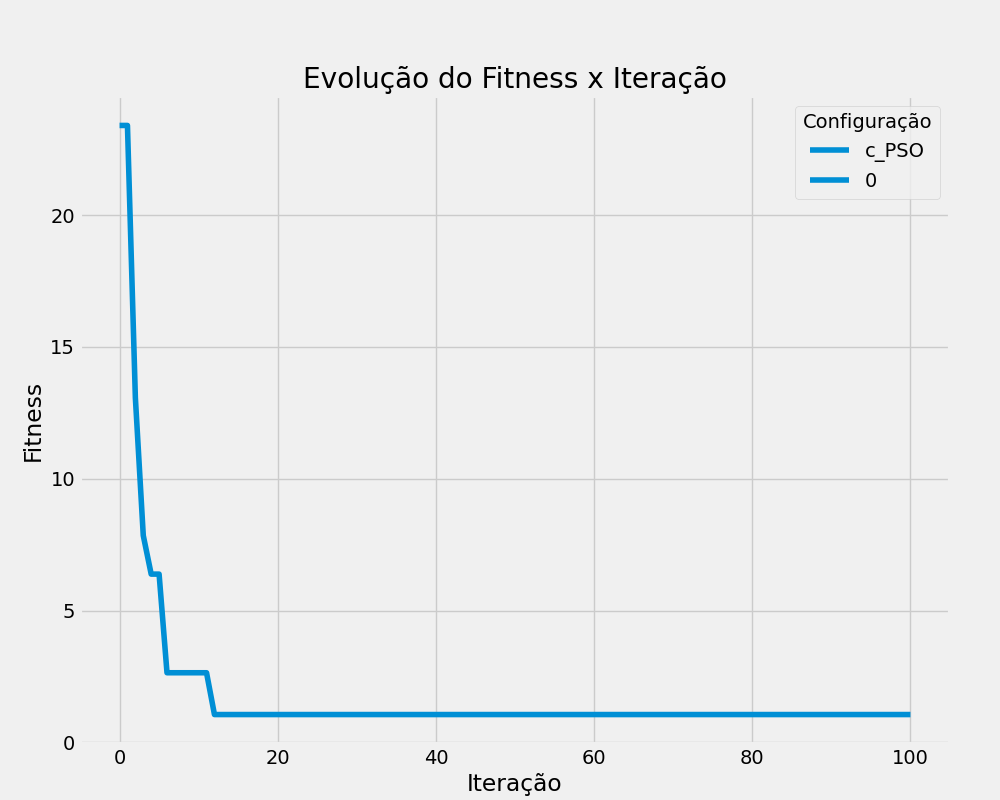 Evolução do Fitness x Iteração
Configuração
c_PSO
0
Fitness
20
15
10
5
0
0 20 40 60 80 100
Iteração